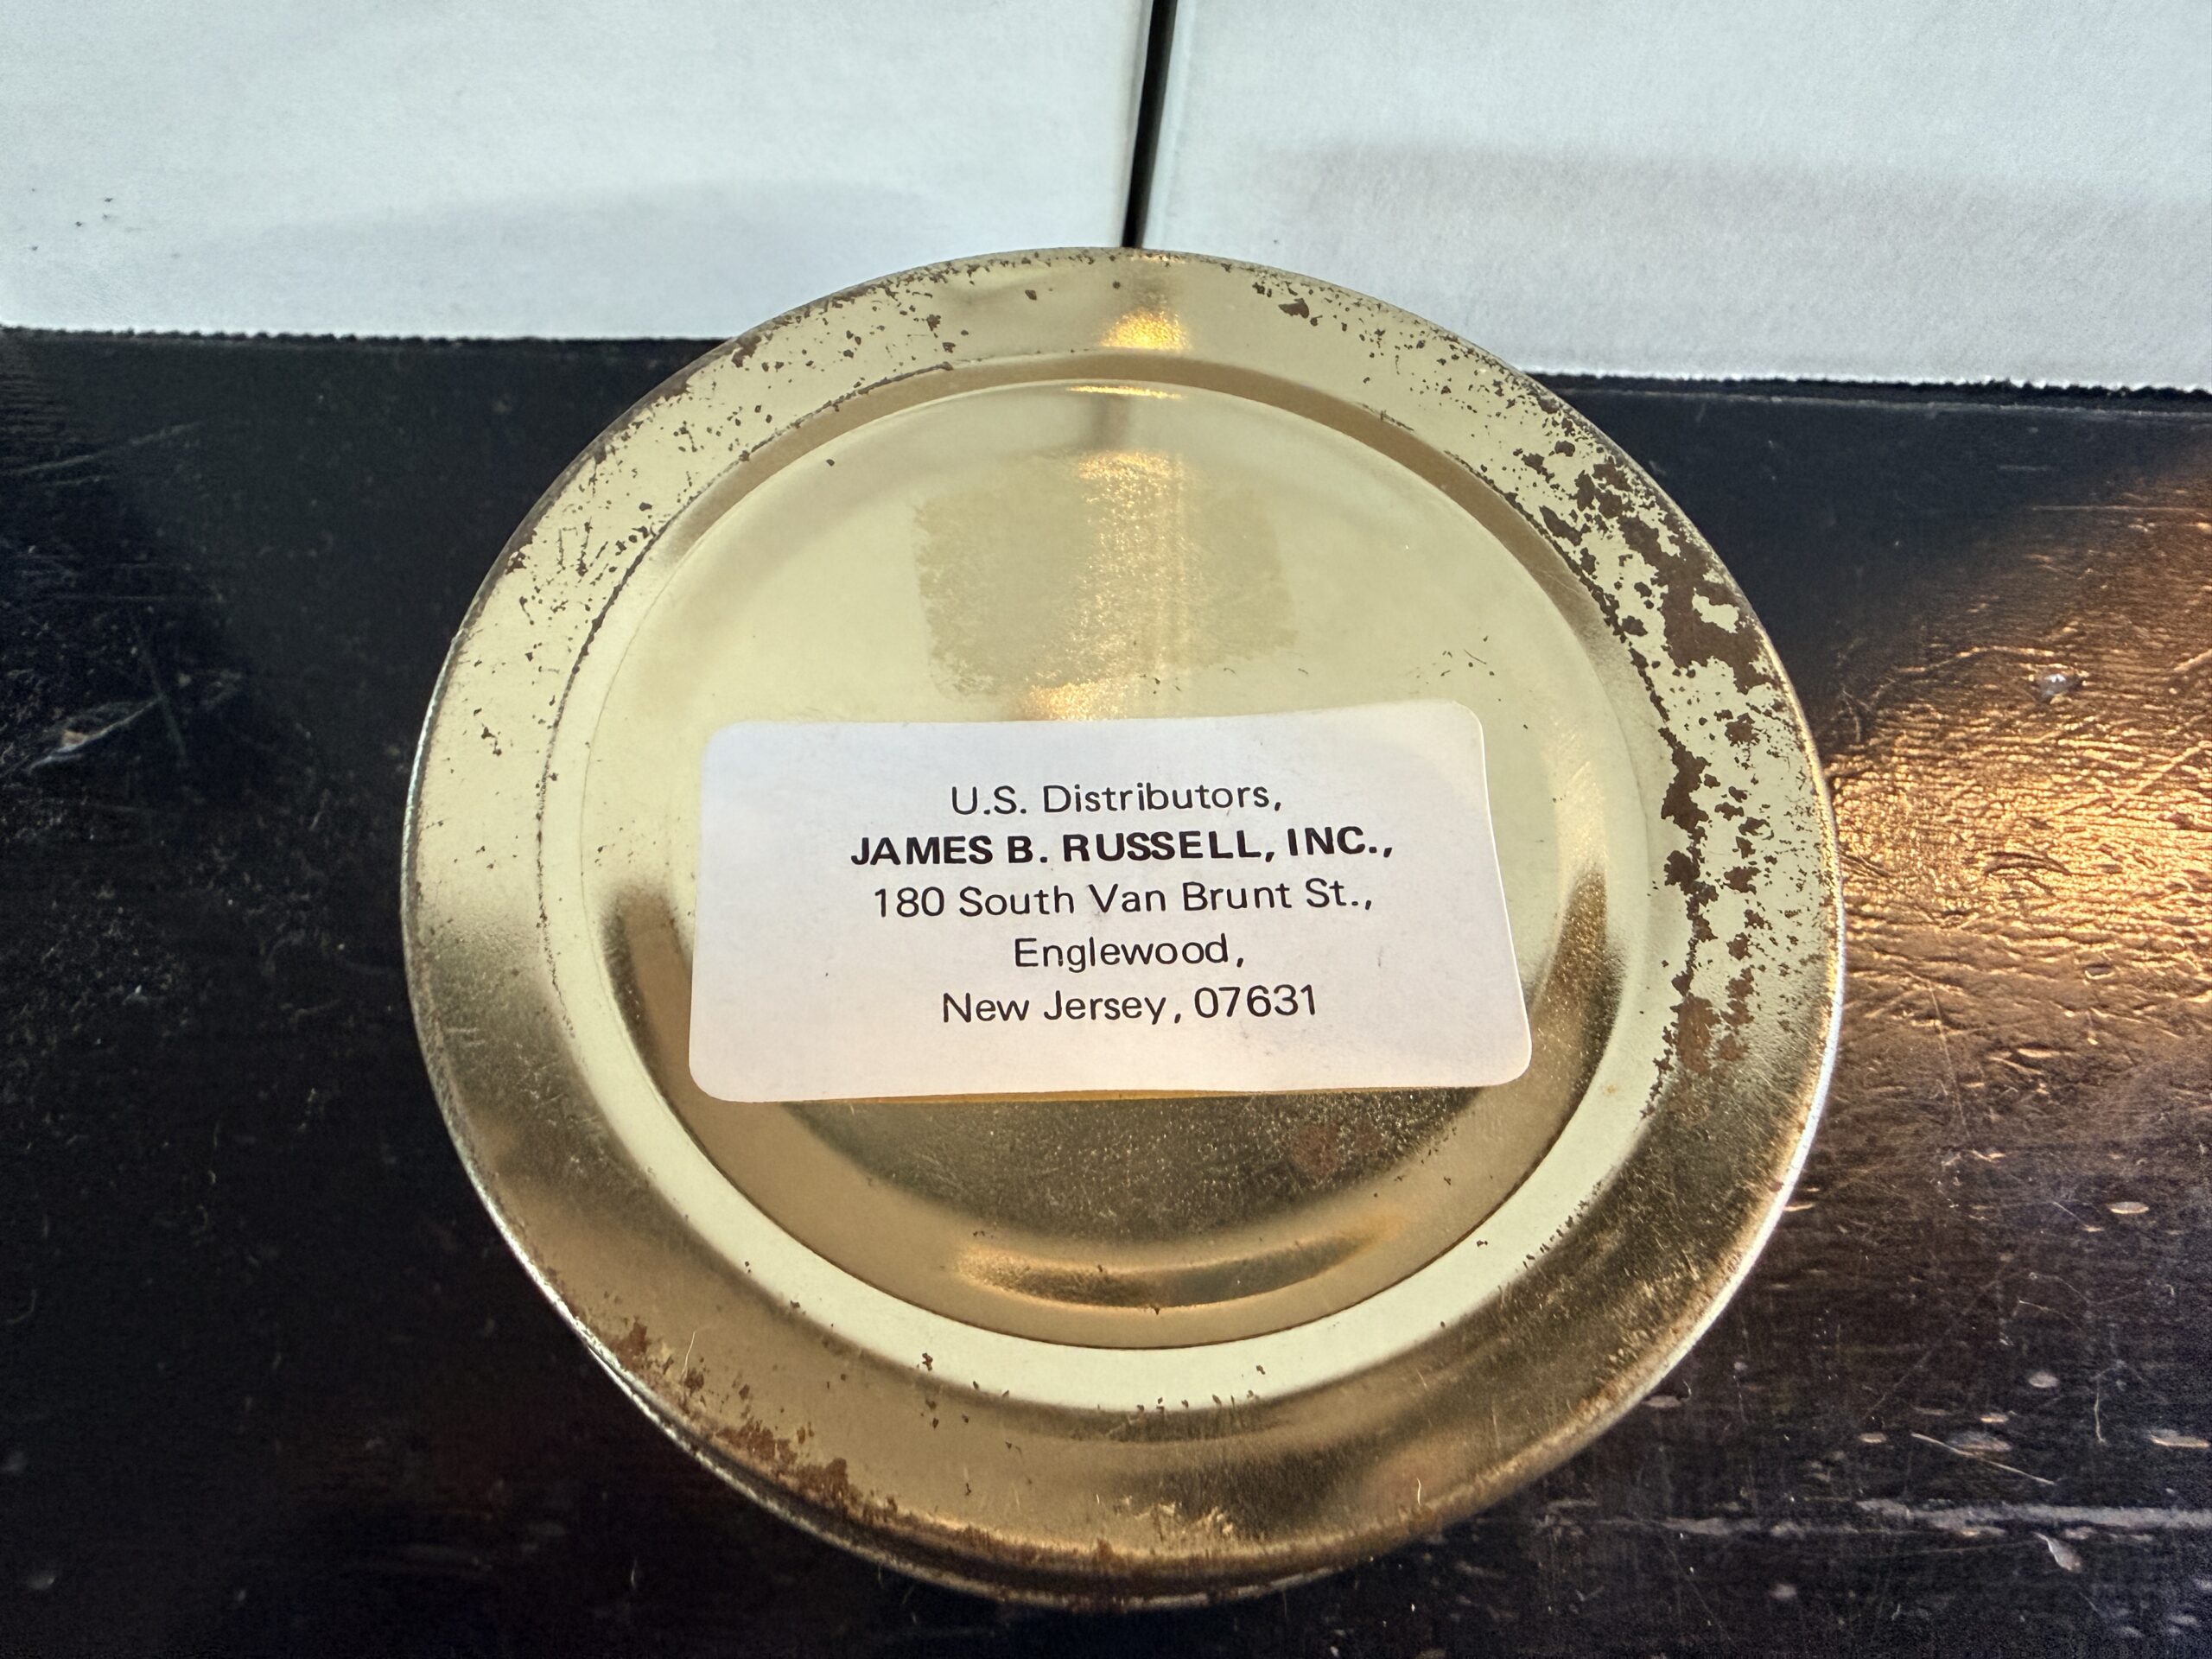 U.S. Distributors,
JAMES B. RUSSELL, INC.,
180 South Van Brunt St.,
Englewood,
New Jersey, 07631